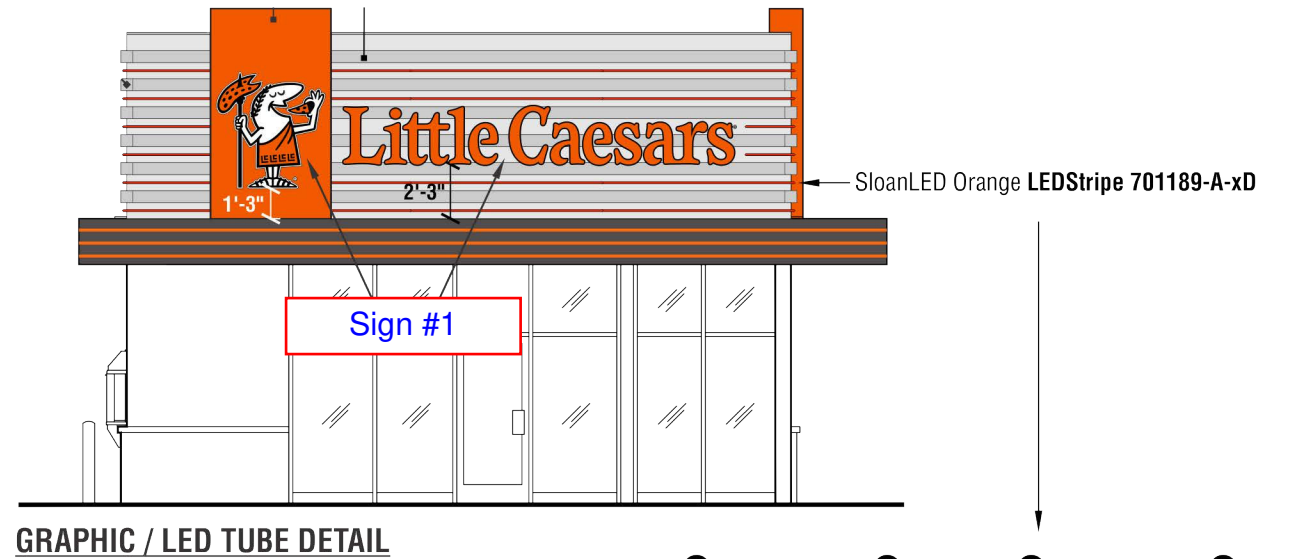 Little Caesars
SloanLED Orange LEDStripe 701189-A-xD
1'-3"
2'-3"
Sign #1
GRAPHIC / LED TUBE DETAIL